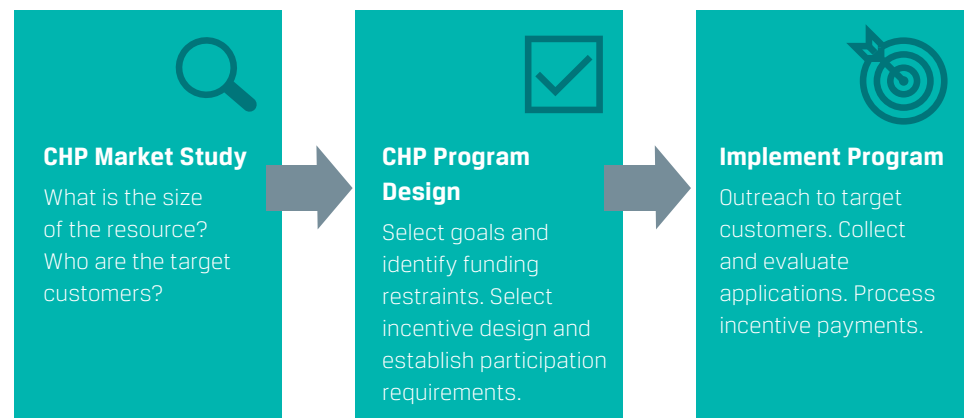 CHP Market Study
What is the size
of the resource?
Who are the target
customers?
CHP Program
Design
Select goals and
identify funding
restraints. Select
incentive design and
establish participation
requirements.
Implement Program
Outreach to target
customers. Collect
and evaluate
applications. Process
incentive payments.